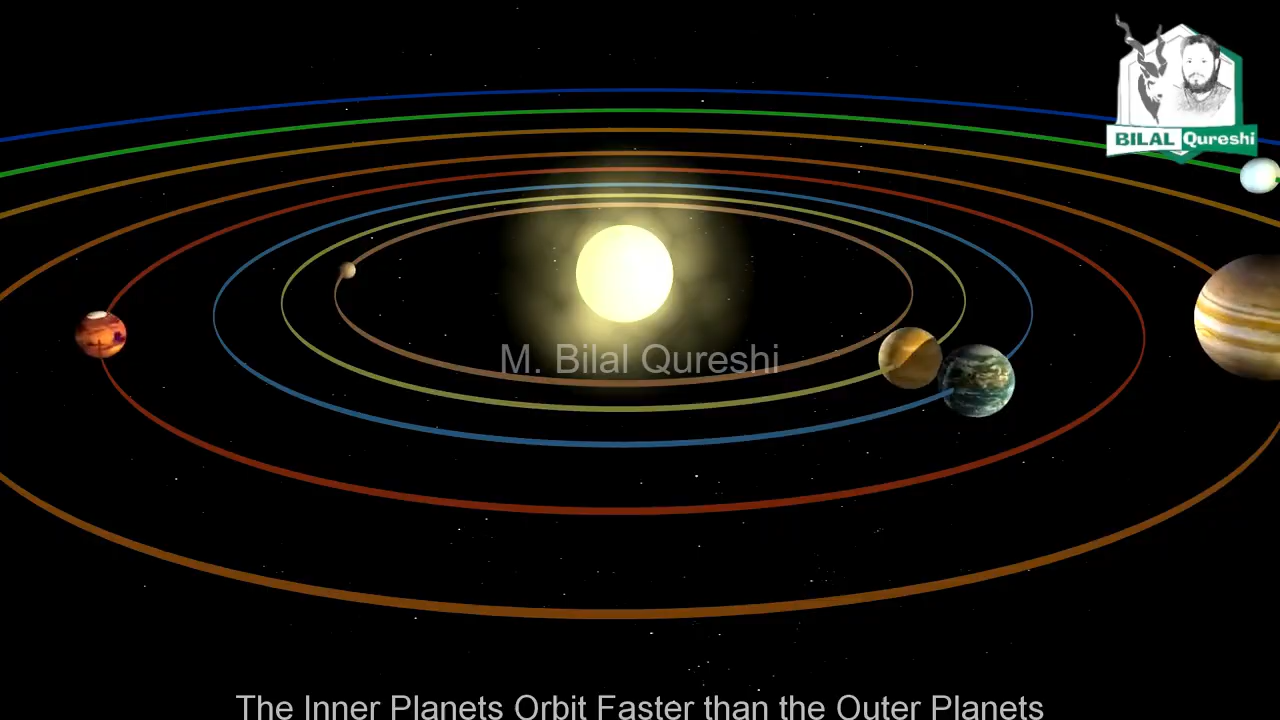 BILAL Qureshi
M. Bilal Qureshi
The Inner Planets Orbit Faster than the Outer Planets